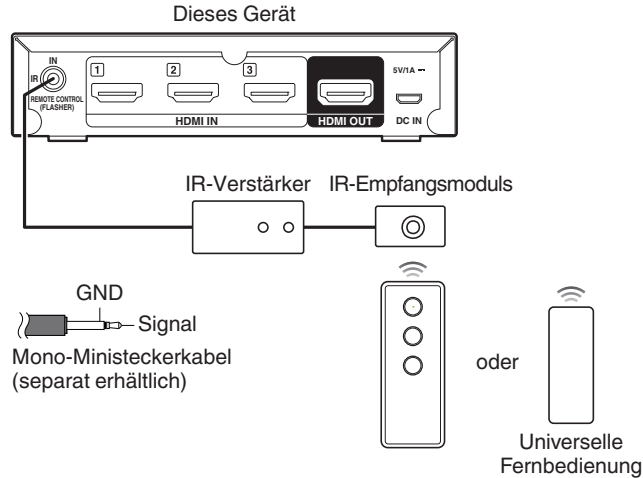 Dieses Gerät
IN
IR
REMOTE CONTROL
(FLASHER)
1
2
3
HDMI IN
HDMI OUT
5V/1A ⎓
DC IN
IR-Verstärker
IR-Empfangsmoduls
GND
Signal
Mono-Ministeckerkabel
(separat erhältlich)
oder
Universelle
Fernbedienung